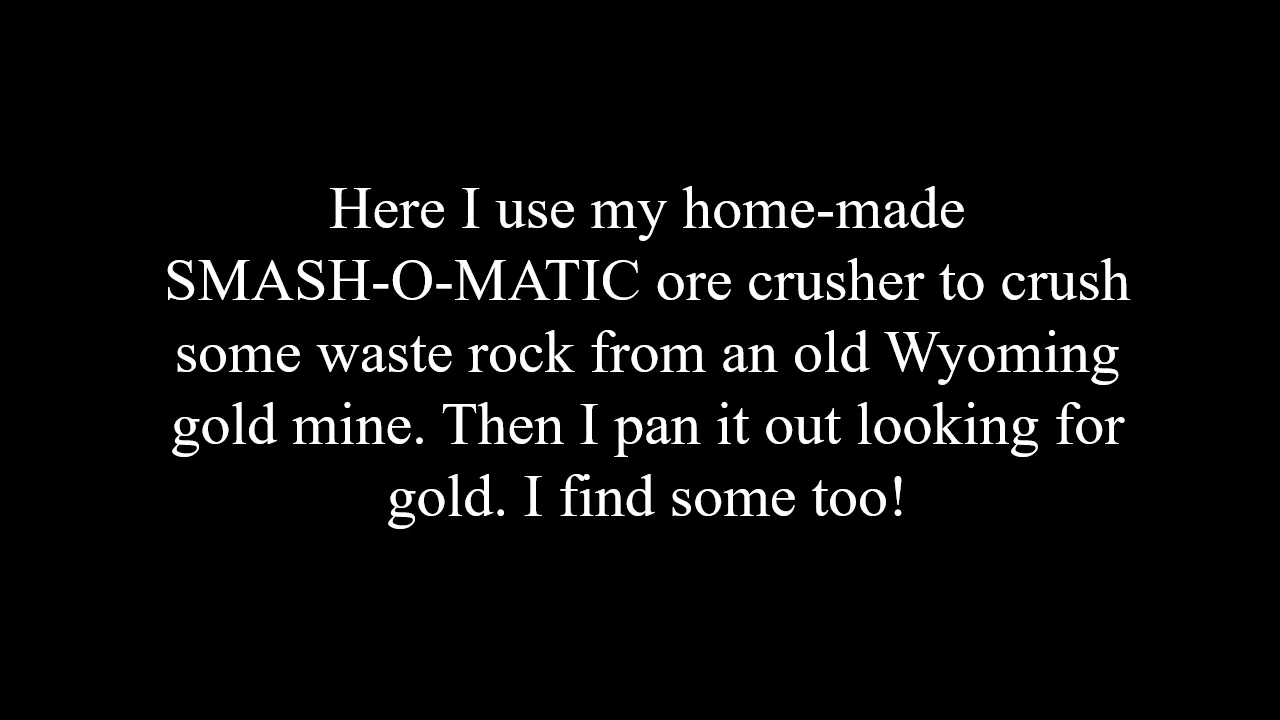 Here I use my home-made
SMASH-O-MATIC ore crusher to crush
some waste rock from an old Wyoming
gold mine. Then I pan it out looking for
gold. I find some too!